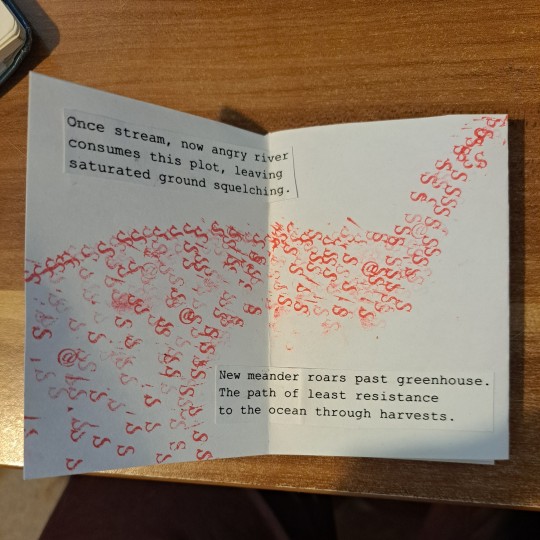 Once stream, now angry river
consumes this plot, leaving
saturated ground squelching.
New meander roars past greenhouse.
The path of least resistance
to the ocean through harvests.